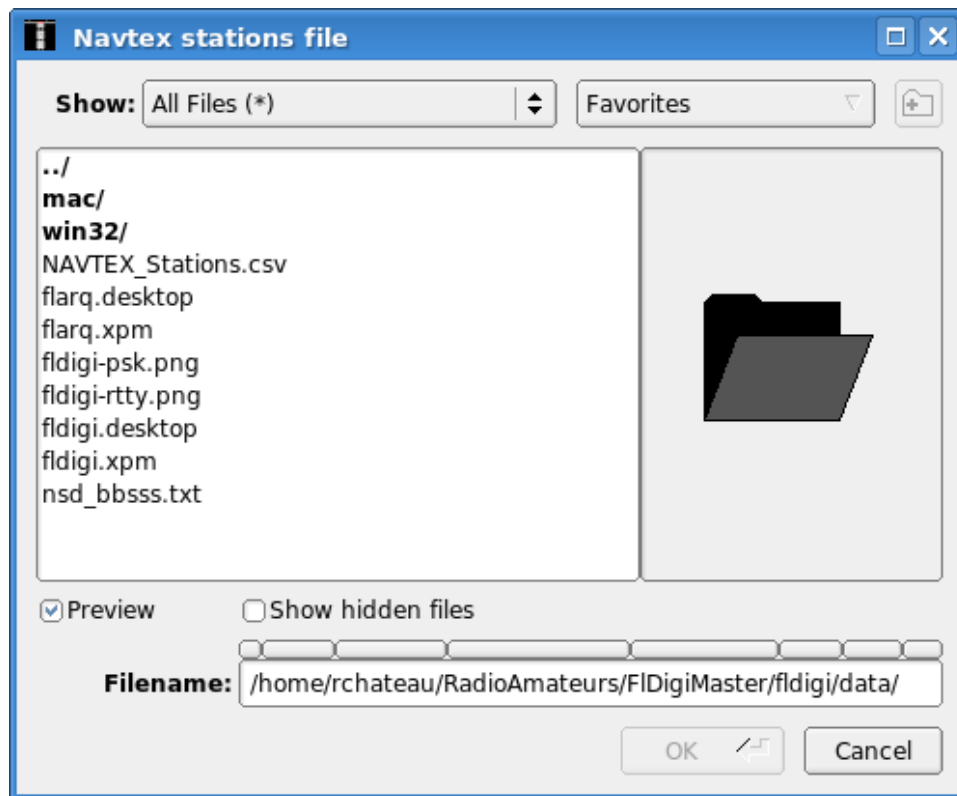 Navtex stations file
Show: All Files (*) Favorites
../
mac/
win32/
NAVTEX_Stations.csv
flarq.desktop
flarq.xpm
fldigi-psk.png
fldigi-rtty.png
fldigi.desktop
fldigi.xpm
nsd_bbsss.txt
Preview Show hidden files
Filename: /home/rchateau/RadioAmateurs/FlDigiMaster/fldigi/data/
OK Cancel